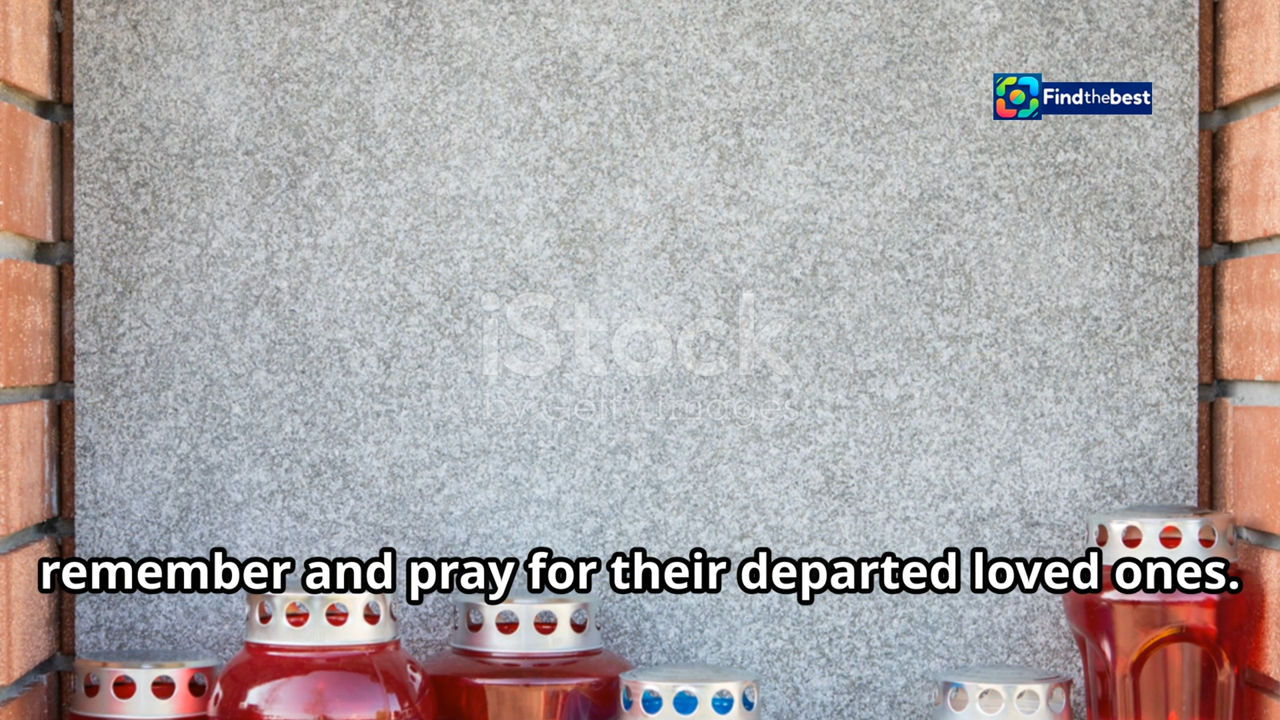 Findthebest
iStock
by Getty Images
remember and pray for their departed loved ones.